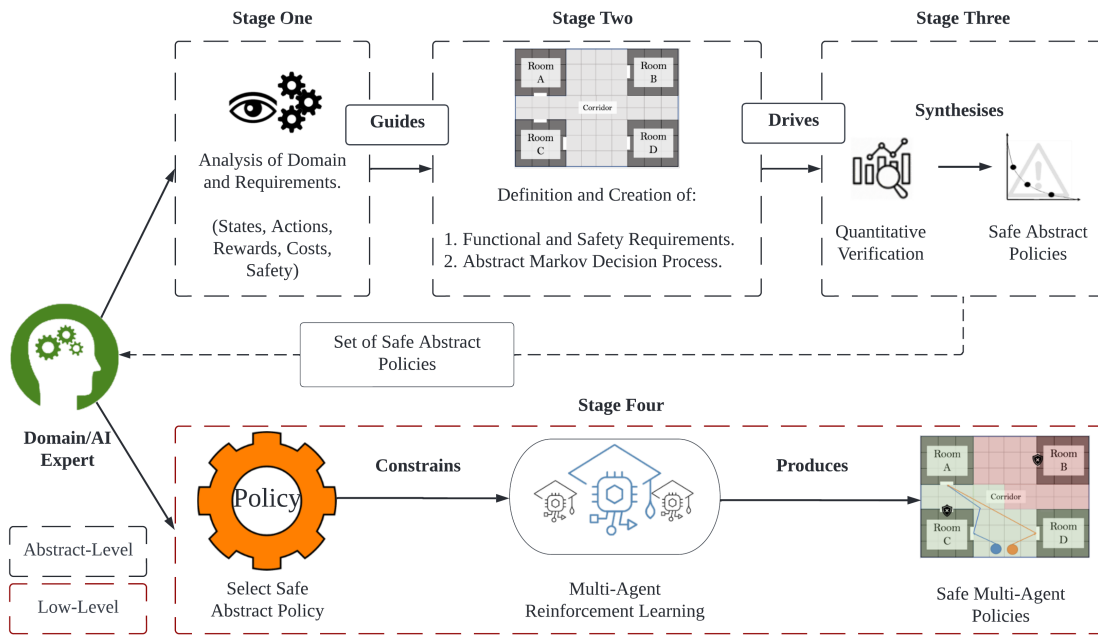 Stage One
Stage Two
Stage Three
Room
A
Room
B
Corridor
Room
C
Room
D
Guides
Drives
Synthesises
Analysis of Domain
and Requirements.
(States, Actions,
Rewards, Costs,
Safety)
Definition and Creation of:
1. Functional and Safety Requirements.
2. Abstract Markov Decision Process.
Quantitative
Verification
Safe Abstract
Policies
Set of Safe Abstract
Policies
Domain/AI
Expert
Stage Four
Policy
Constrains
Produces
Select Safe
Abstract Policy
Multi-Agent
Reinforcement Learning
Room
A
Room
B
Corridor
Room
C
Room
D
Safe Multi-Agent
Policies
Abstract-Level
Low-Level